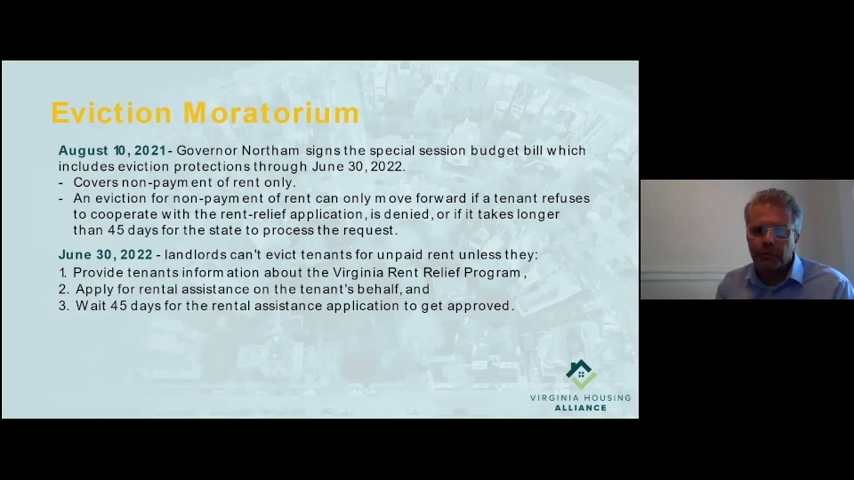 Eviction Moratorium
August 10, 2021- Governor Northam signs the special session budget bill which
includes eviction protections through June 30, 2022.
- Covers non-payment of rent only.
- An eviction for non-payment of rent can only move forward if a tenant refuses
to cooperate with the rent-relief application, is denied, or if it takes longer
than 45 days for the state to process the request.
June 30, 2022 - landlords can't evict tenants for unpaid rent unless they:
1. Provide tenants information about the Virginia Rent Relief Program,
2. Apply for rental assistance on the tenant's behalf, and
3. Wait 45 days for the rental assistance application to get approved.
VIRGINIA HOUSING
ALLIANCE